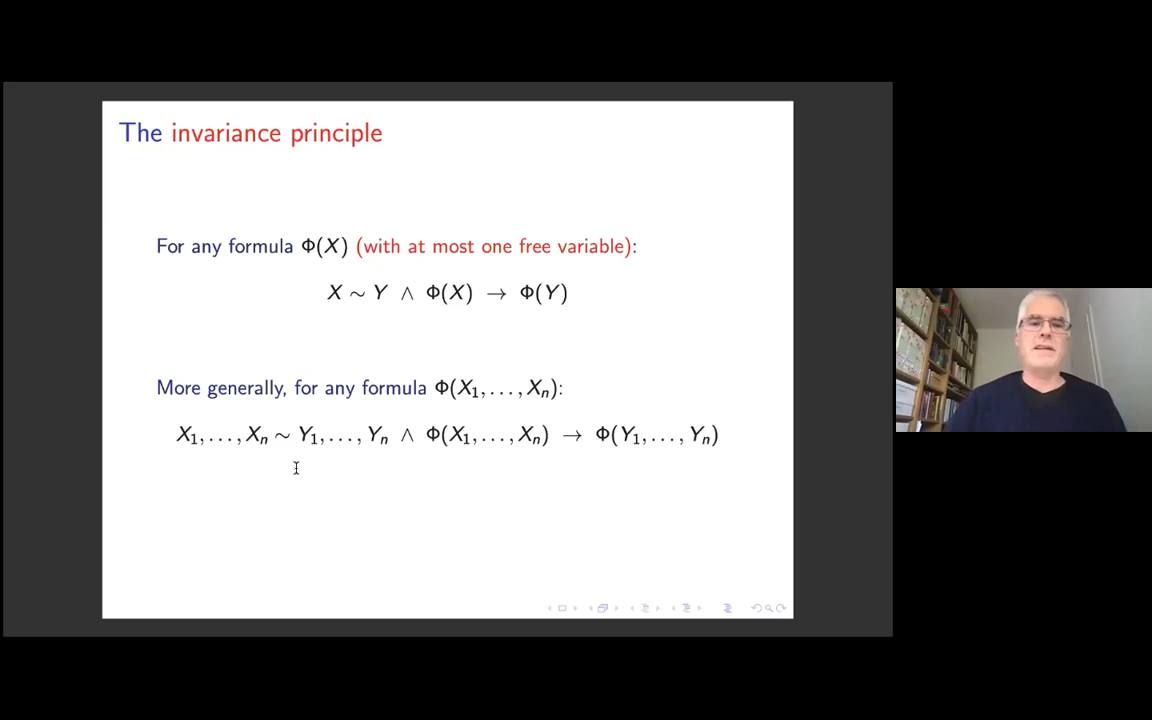 The invariance principle
For any formula Φ(X) (with at most one free variable):
X ∼ Y ∧ Φ(X) → Φ(Y)
More generally, for any formula Φ(X₁, . . . , Xₙ):
X₁, . . . , Xₙ ∼ Y₁, . . . , Yₙ ∧ Φ(X₁, . . . , Xₙ) → Φ(Y₁, . . . , Yₙ)